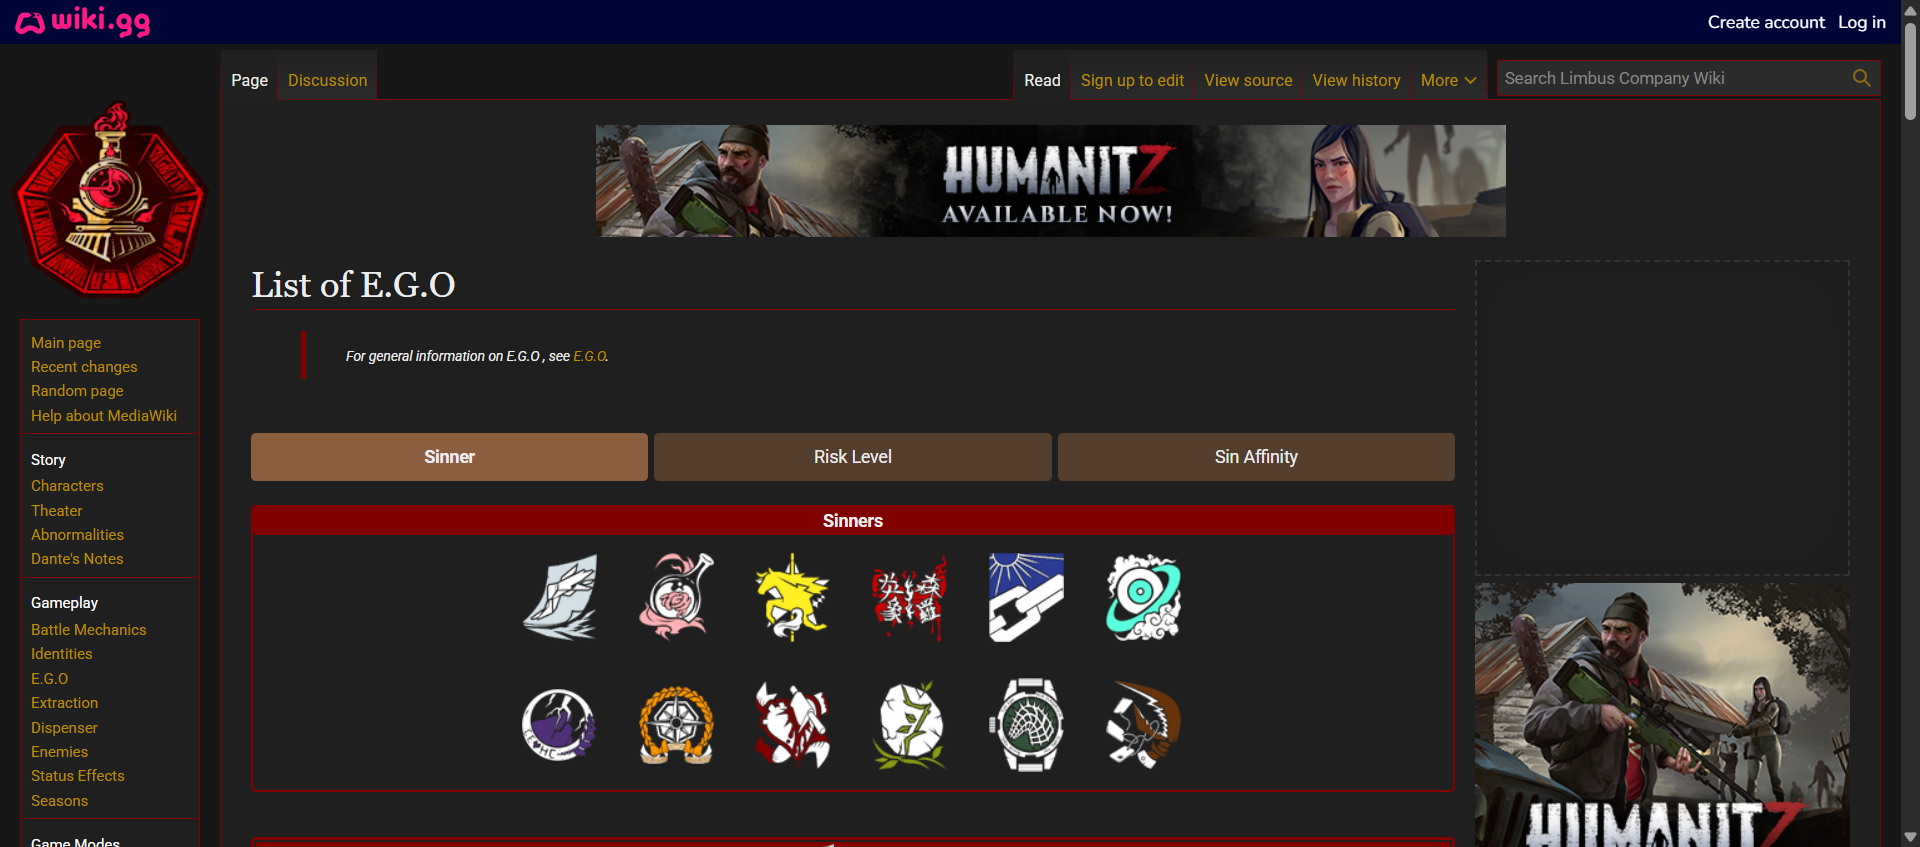 wiki.gg
Create account Log in
Page Discussion
Read Sign up to edit View source View history More
Search Limbus Company Wiki
HUMANITZ
AVAILABLE NOW!
List of E.G.O
For general information on E.G.O , see E.G.O.
Main page
Recent changes
Random page
Help about MediaWiki
Story
Characters
Theater
Abnormalities
Dante's Notes
Gameplay
Battle Mechanics
Identities
E.G.O
Extraction
Dispenser
Enemies
Status Effects
Seasons
Game Modes
Sinner
Risk Level
Sin Affinity
Sinners
HUMANITZ